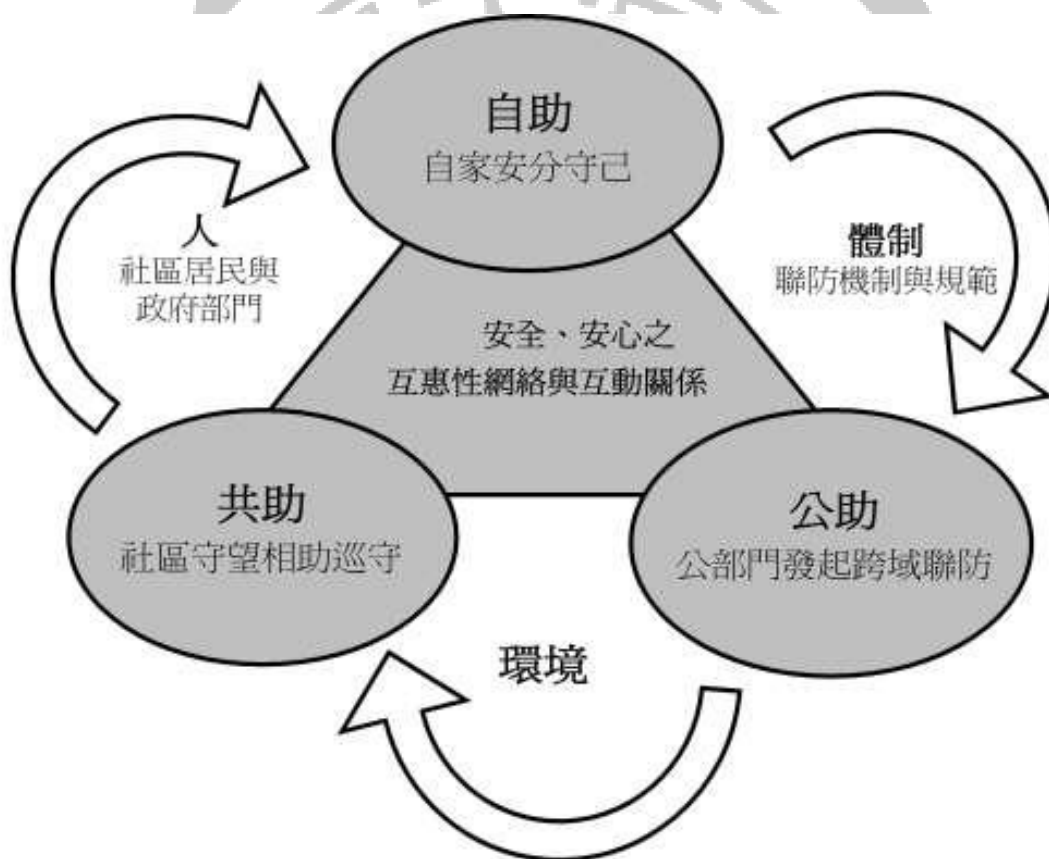 自助
自家安分守己
人
社區居民與
政府部門
體制
聯防機制與規範
安全、安心之
互惠性網絡與互動關係
共助
社區守望相助巡守
公助
公部門發起跨域聯防
環境